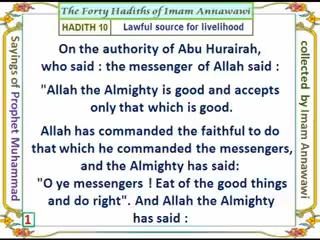 The Forty Hadiths of Imam Annawawi
HADITH 10
Lawful source for livelihood
Sayings of Prophet Muhammad
On the authority of Abu Hurairah,
who said : the messenger of Allah said :
"Allah the Almighty is good and accepts
only that which is good.
Allah has commanded the faithful to do
that which he commanded the messengers,
and the Almighty has said:
"O ye messengers ! Eat of the good things
and do right". And Allah the Almighty
has said :
collected by Imam Annawawi
1